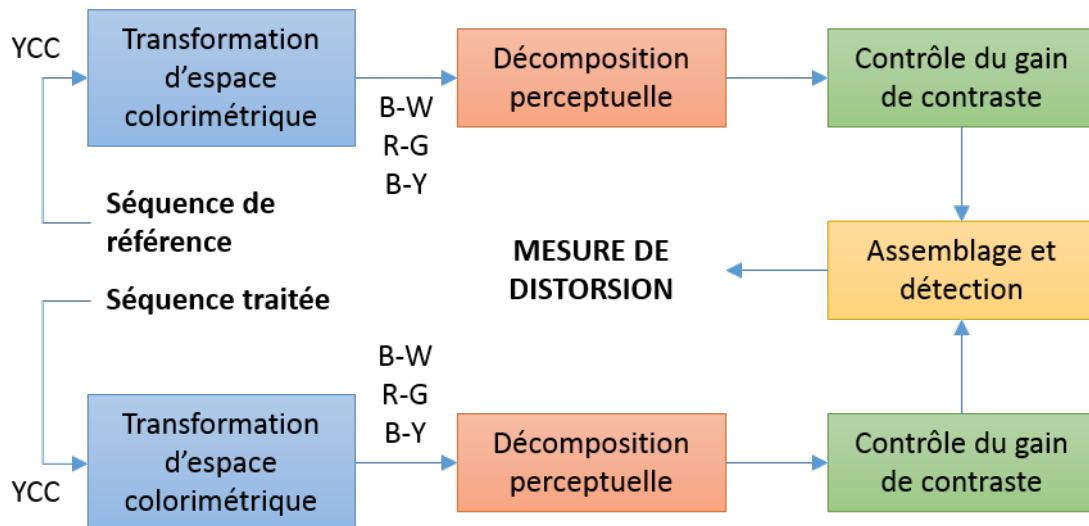 YCC
Transformation
d'espace
colorimétrique
B-W
R-G
B-Y
Décomposition
perceptuelle
Contrôle du gain
de contraste
Séquence de
référence
MESURE DE
DISTORSION
Assemblage et
détection
Séquence traitée
YCC
Transformation
d'espace
colorimétrique
B-W
R-G
B-Y
Décomposition
perceptuelle
Contrôle du gain
de contraste